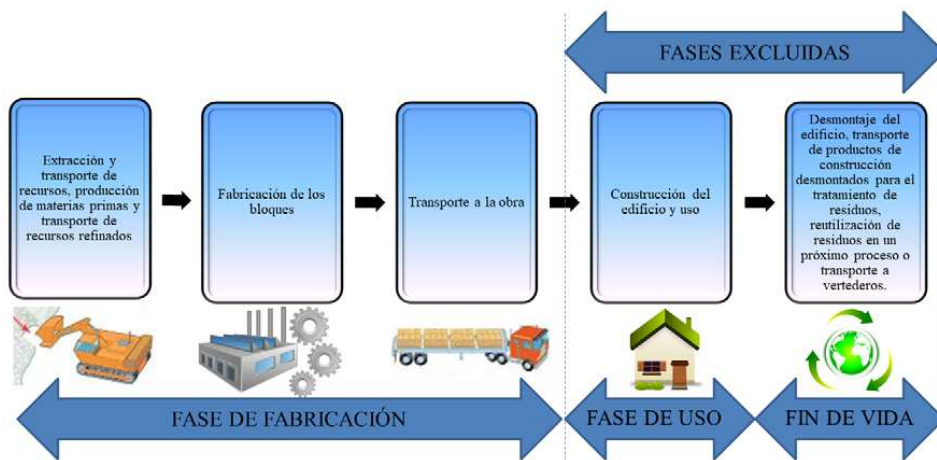 FASES EXCLUIDAS
Extracción y
transporte de
recursos, producción
de materias primas y
transporte de
recursos refinados
Fabricación de los
bloques
Transporte a la obra
Construcción del
edificio y uso
Desmontaje del
edificio, transporte
de productos de
construcción
desmontados para el
tratamiento de
residuos,
reutilización de
residuos en un
próximo proceso o
transporte a
vertederos.
FASE DE FABRICACIÓN
FASE DE USO
FIN DE VIDA